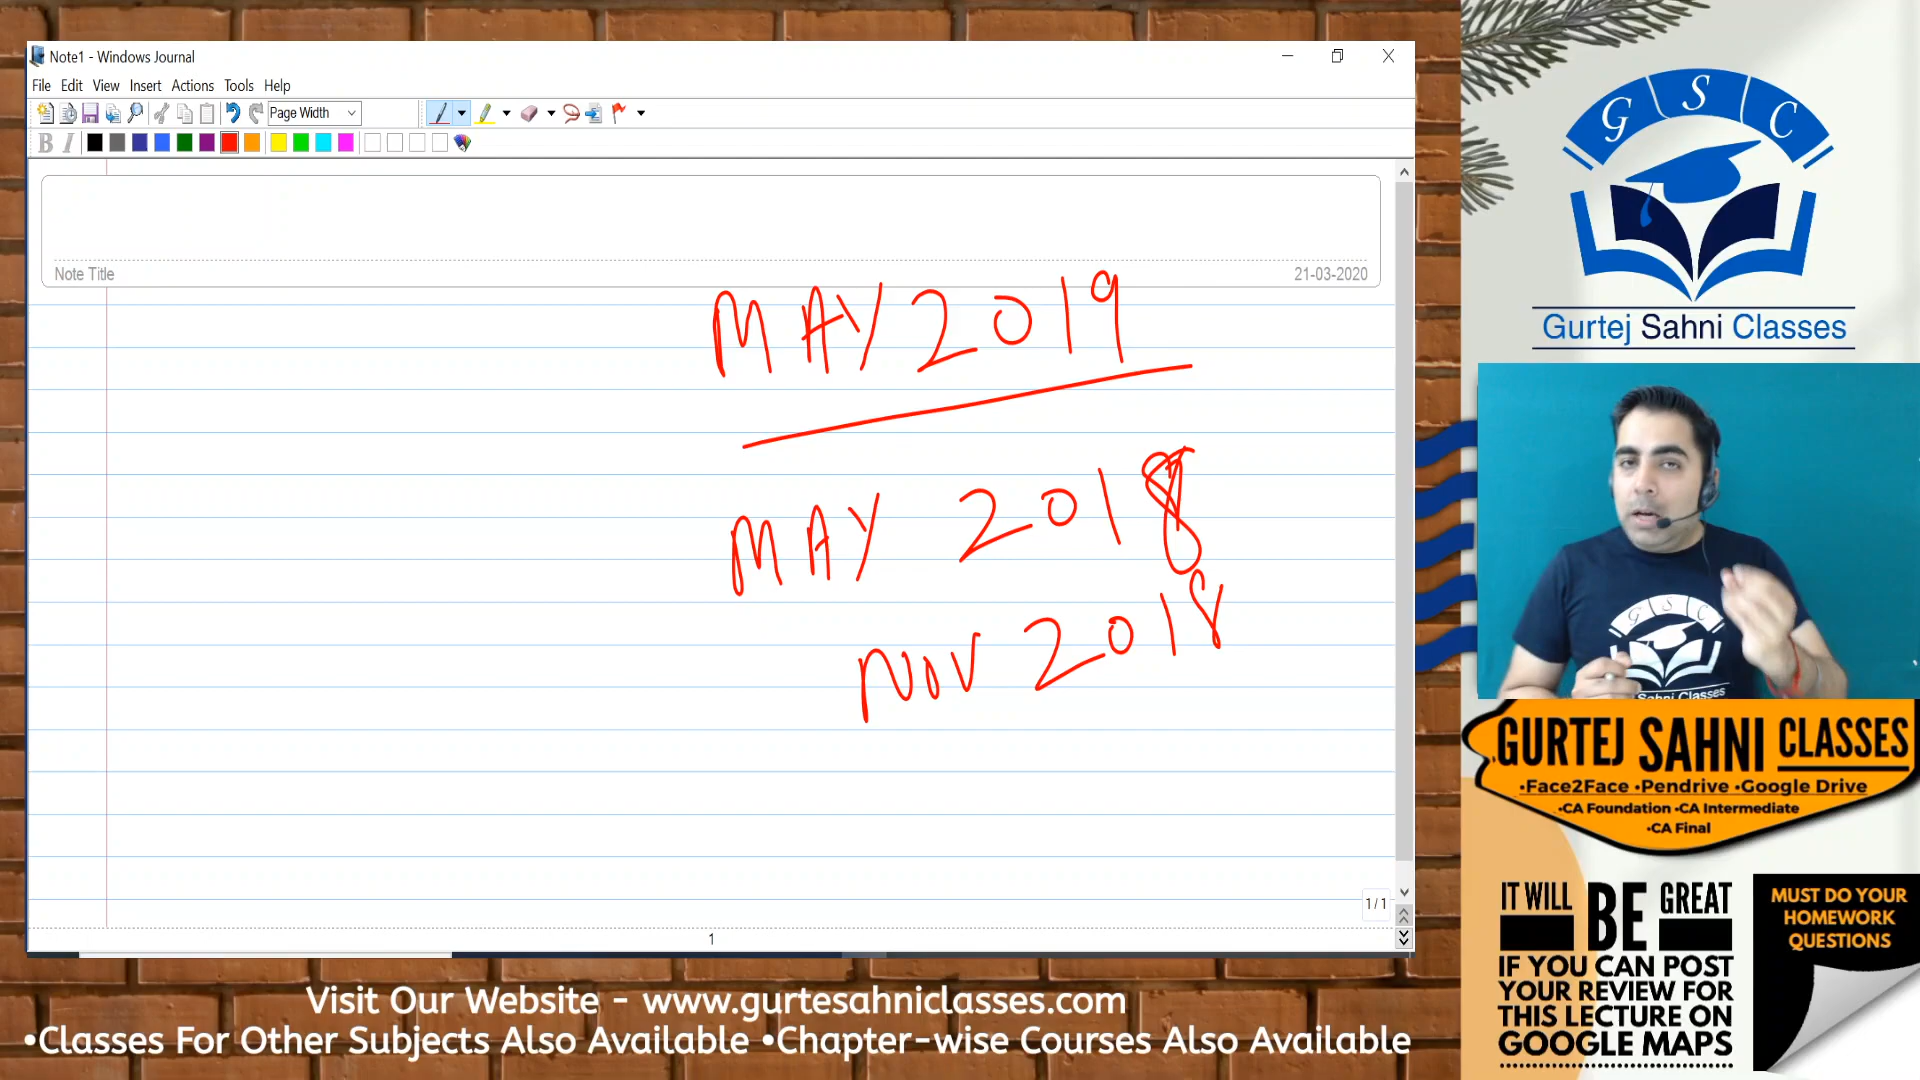 Note1 - Windows Journal
File Edit View Insert Actions Tools Help
Page Width
B I
Note Title
21-03-2020
MAY 2019
MAY 2018
NOV 2018
1/1
1
G S C
Gurtej Sahni Classes
G S C
Sahni Classes
GURTEJ SAHNI CLASSES
•Face2Face •Pendrive •Google Drive
•CA Foundation •CA Intermediate
•CA Final
IT WILL BE GREAT
IF YOU CAN POST
YOUR REVIEW FOR
THIS LECTURE ON
GOOGLE MAPS
MUST DO YOUR
HOMEWORK
QUESTIONS
Visit Our Website - www.gurtesahniclasses.com
•Classes For Other Subjects Also Available •Chapter-wise Courses Also Available